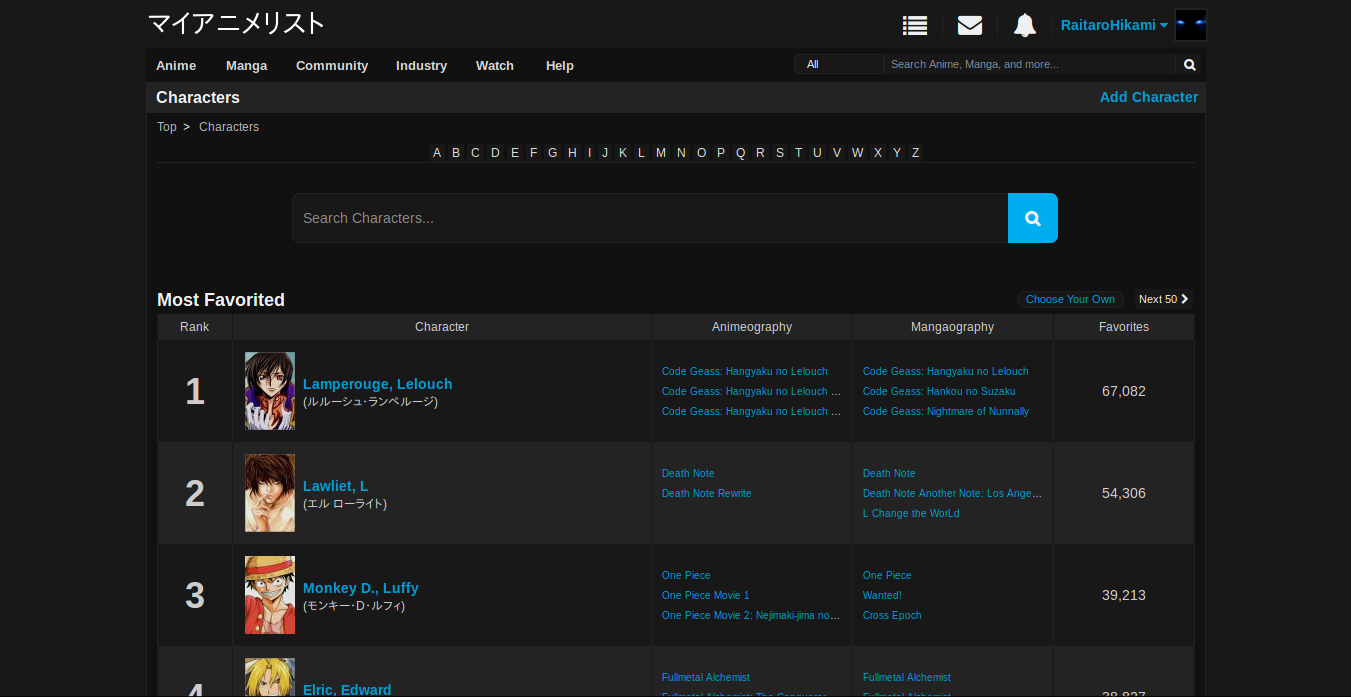 マイアニメリスト
RaitaroHikami
Anime Manga Community Industry Watch Help
All Search Anime, Manga, and more...
Characters Add Character
Top > Characters
A B C D E F G H I J K L M N O P Q R S T U V W X Y Z
Search Characters...
Most Favorited Choose Your Own Next 50
Rank Character Animeography Mangaography Favorites
1
Lamperouge, Lelouch
(ルルーシュ・ランペルージ)
Code Geass: Hangyaku no Lelouch
Code Geass: Hangyaku no Lelouch ...
Code Geass: Hangyaku no Lelouch ...
Code Geass: Hangyaku no Lelouch
Code Geass: Hankou no Suzaku
Code Geass: Nightmare of Nunnally
67,082
2
Lawliet, L
(エル ローライト)
Death Note
Death Note Rewrite
Death Note
Death Note Another Note: Los Ange...
L Change the WorLd
54,306
3
Monkey D., Luffy
(モンキー・D・ルフィ)
One Piece
One Piece Movie 1
One Piece Movie 2: Nejimaki-jima no...
One Piece
Wanted!
Cross Epoch
39,213
4
Elric, Edward
Fullmetal Alchemist
Fullmetal Alchemist: The Conqueror
Fullmetal Alchemist
Fullmetal Alchemist
38,827